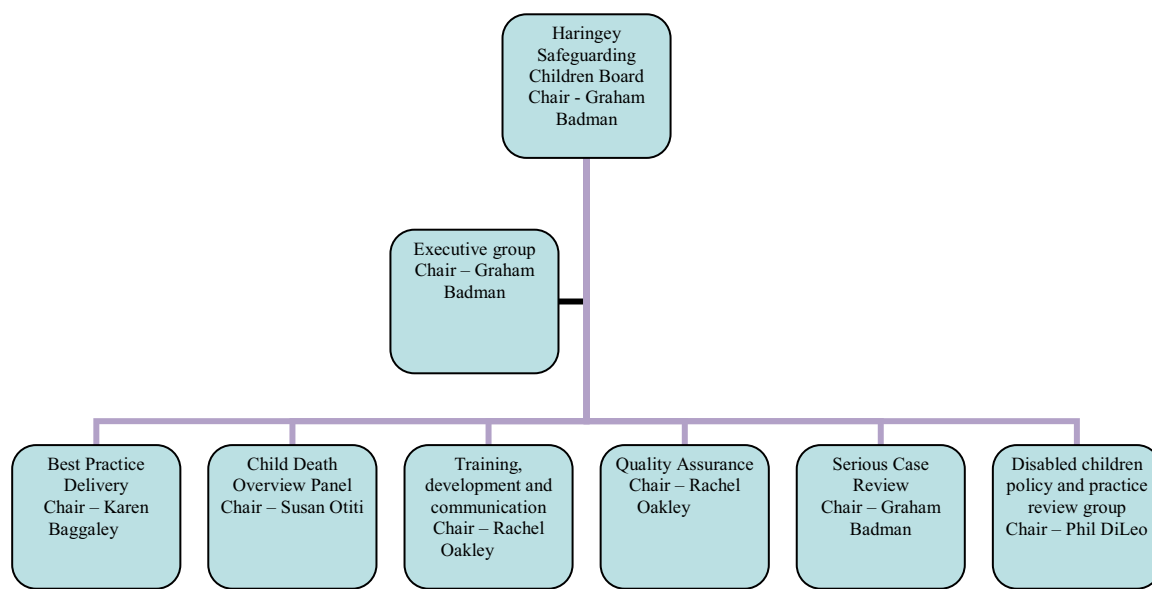 Haringey
Safeguarding
Children Board
Chair - Graham
Badman
Executive group
Chair – Graham
Badman
Best Practice
Delivery
Chair – Karen
Baggaley
Child Death
Overview Panel
Chair – Susan Otiti
Training,
development and
communication
Chair – Rachel
Oakley
Quality Assurance
Chair – Rachel
Oakley
Serious Case
Review
Chair – Graham
Badman
Disabled children
policy and practice
review group
Chair – Phil DiLeo